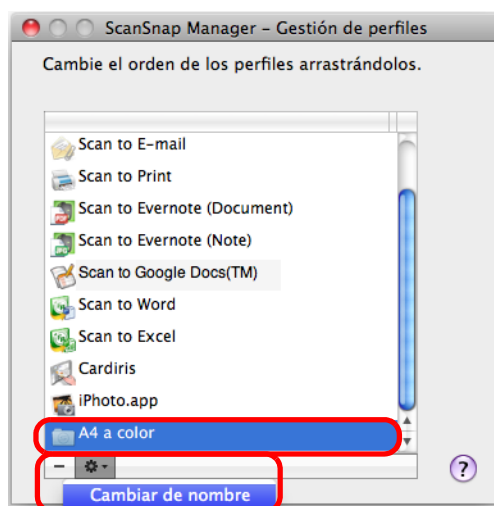 ScanSnap Manager – Gestión de perfiles
Cambie el orden de los perfiles arrastrándolos.
Scan to E-mail
Scan to Print
Scan to Evernote (Document)
Scan to Evernote (Note)
Scan to Google Docs(TM)
Scan to Word
Scan to Excel
Cardiris
iPhoto.app
A4 a color
Cambiar de nombre